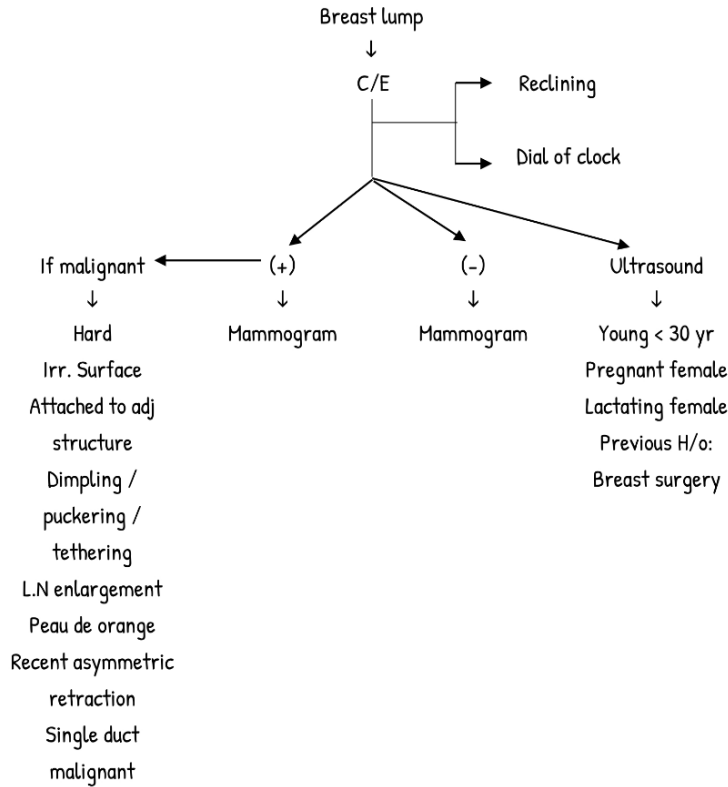 Breast lump
↓
C/E
Reclining
Dial of clock
If malignant
(+)
(-)
Ultrasound
↓
↓
↓
↓
Hard
Irr. Surface
Attached to adj
structure
Dimpling /
puckering /
tethering
L.N enlargement
Peau de orange
Recent asymmetric
retraction
Single duct
malignant
Mammogram
Mammogram
Young < 30 yr
Pregnant female
Lactating female
Previous H/o:
Breast surgery